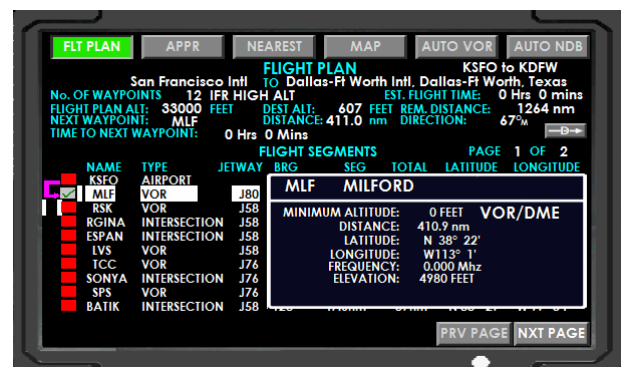 FLT PLAN APPR NEAREST MAP AUTO VOR AUTO NDB
FLIGHT PLAN KSFO to KDFW
San Francisco Intl TO Dallas-Ft Worth Intl, Dallas-Ft Worth, Texas
No. OF WAYPOINTS 12 IFR HIGH ALT EST. FLIGHT TIME: 0 Hrs 0 mins
FLIGHT PLAN ALT: 33000 FEET DEST ALT: 607 FEET REM. DISTANCE: 1264 nm
NEXT WAYPOINT: MLF DISTANCE: 411.0 nm DIRECTION: 67°M
TIME TO NEXT WAYPOINT: 0 Hrs 0 Mins
D
FLIGHT SEGMENTS PAGE 1 OF 2
NAME TYPE JETWAY BRG SEG TOTAL LATITUDE LONGITUDE
KSFO AIRPORT
MLF VOR J80
RSK VOR J58
RGINA INTERSECTION J58
ESPAN INTERSECTION J58
LVS VOR J58
TCC VOR J76
SONYA INTERSECTION J76
SPS VOR J76
BATIK INTERSECTION J58
MLF MILFORD
MINIMUM ALTITUDE: 0 FEET VOR/DME
DISTANCE: 410.9 nm
LATITUDE: N 38° 22'
LONGITUDE: W113° 1'
FREQUENCY: 0.000 Mhz
ELEVATION: 4980 FEET
PRV PAGE NXT PAGE